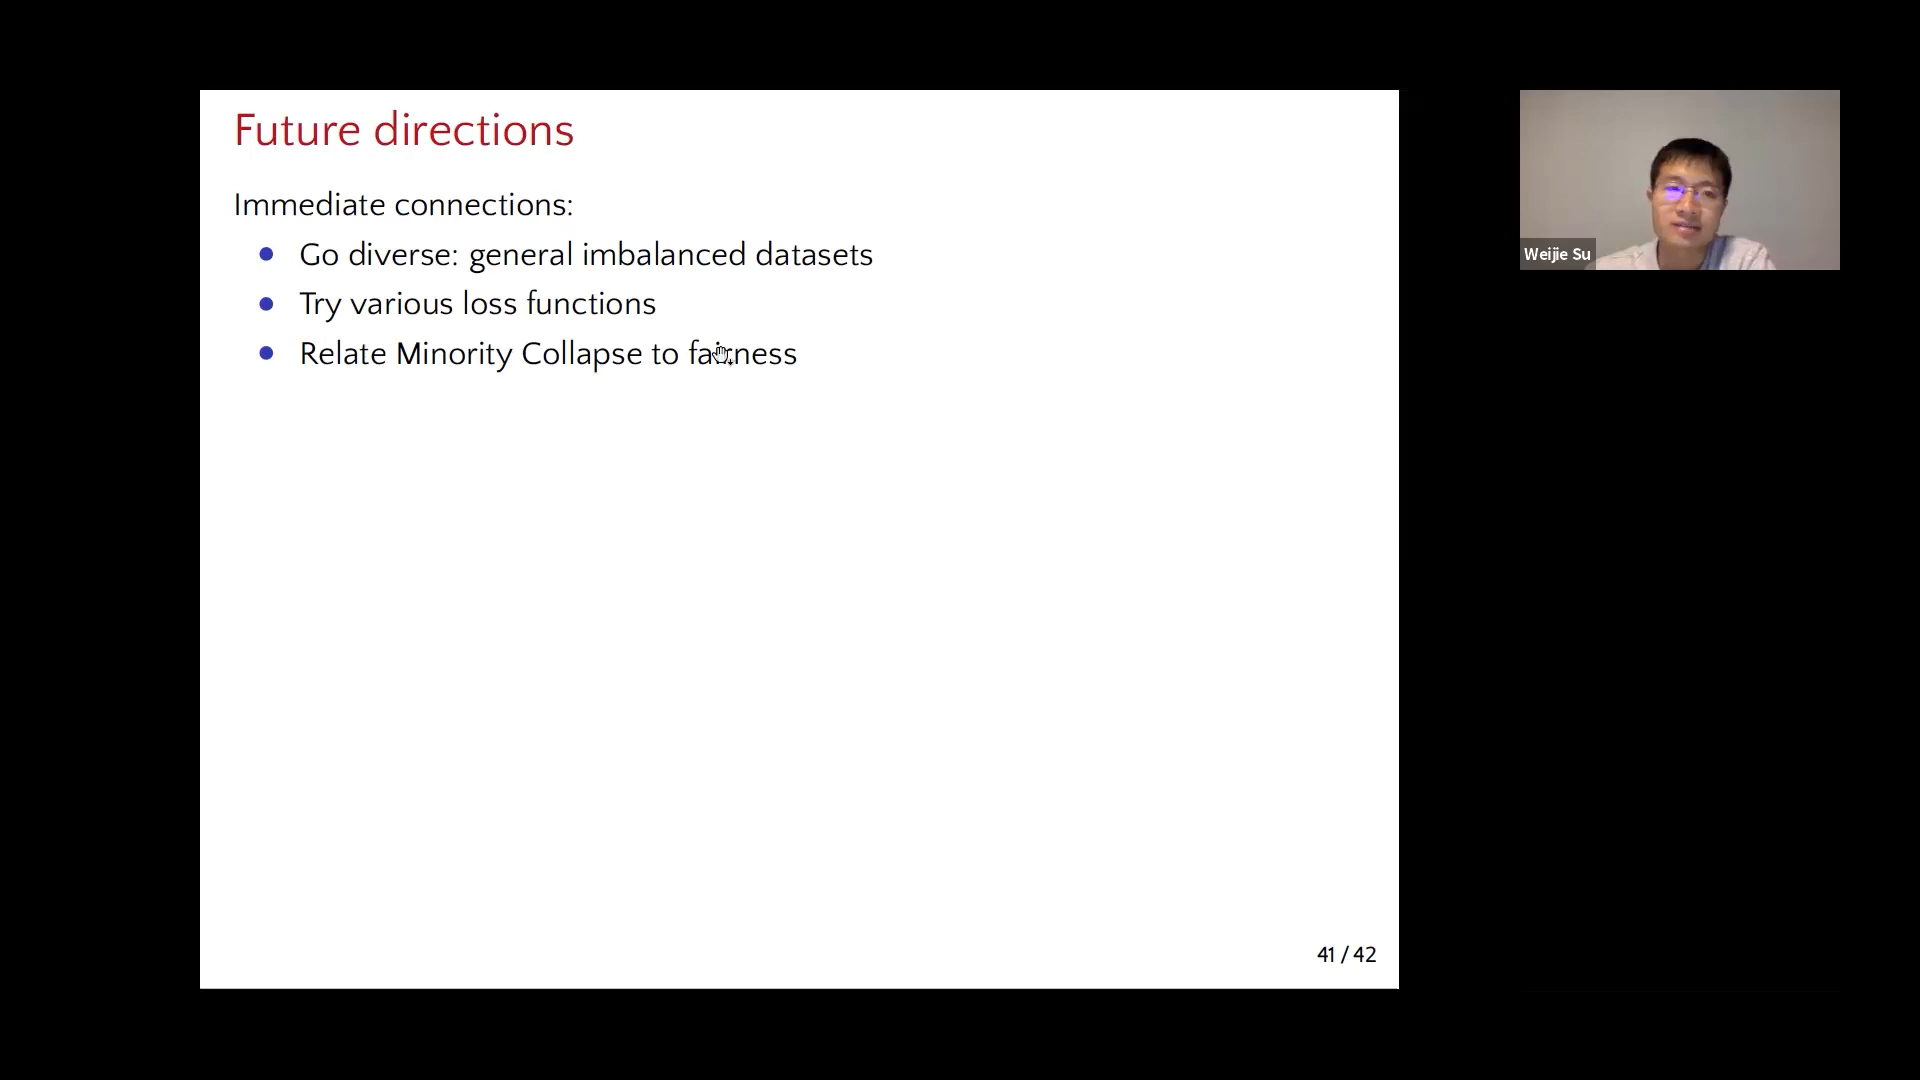 Future directions
Immediate connections:
Go diverse: general imbalanced datasets
Try various loss functions
Relate Minority Collapse to fairness
41 / 42
Weijie Su